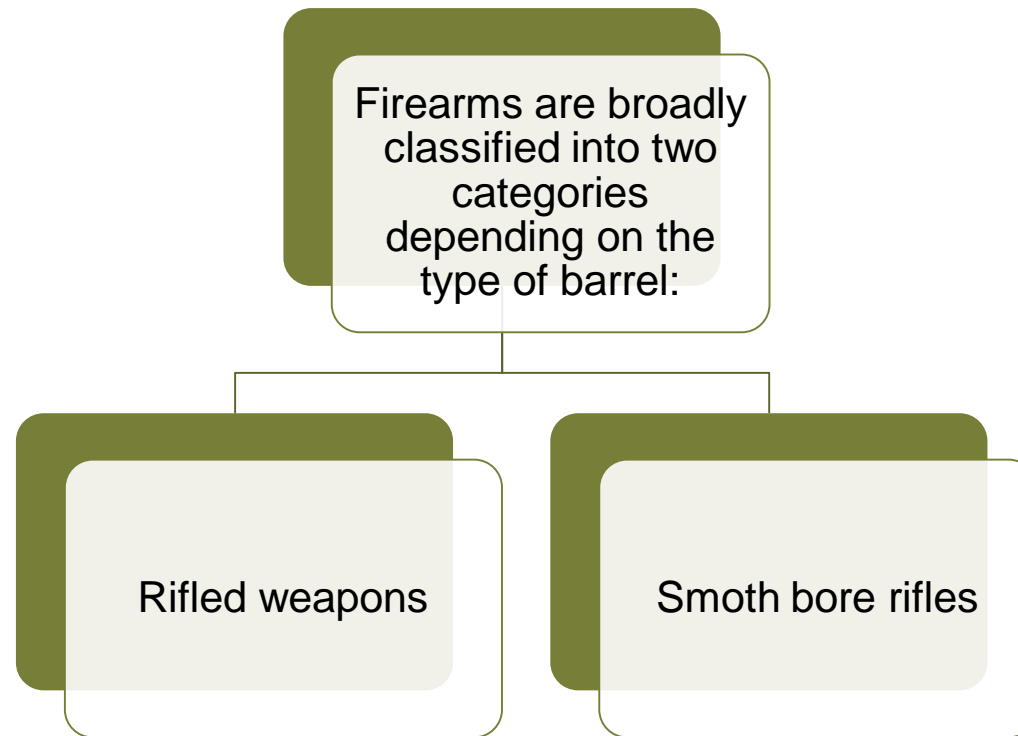 Firearms are broadly
classified into two
categories
depending on the
type of barrel:
Rifled weapons
Smoth bore rifles